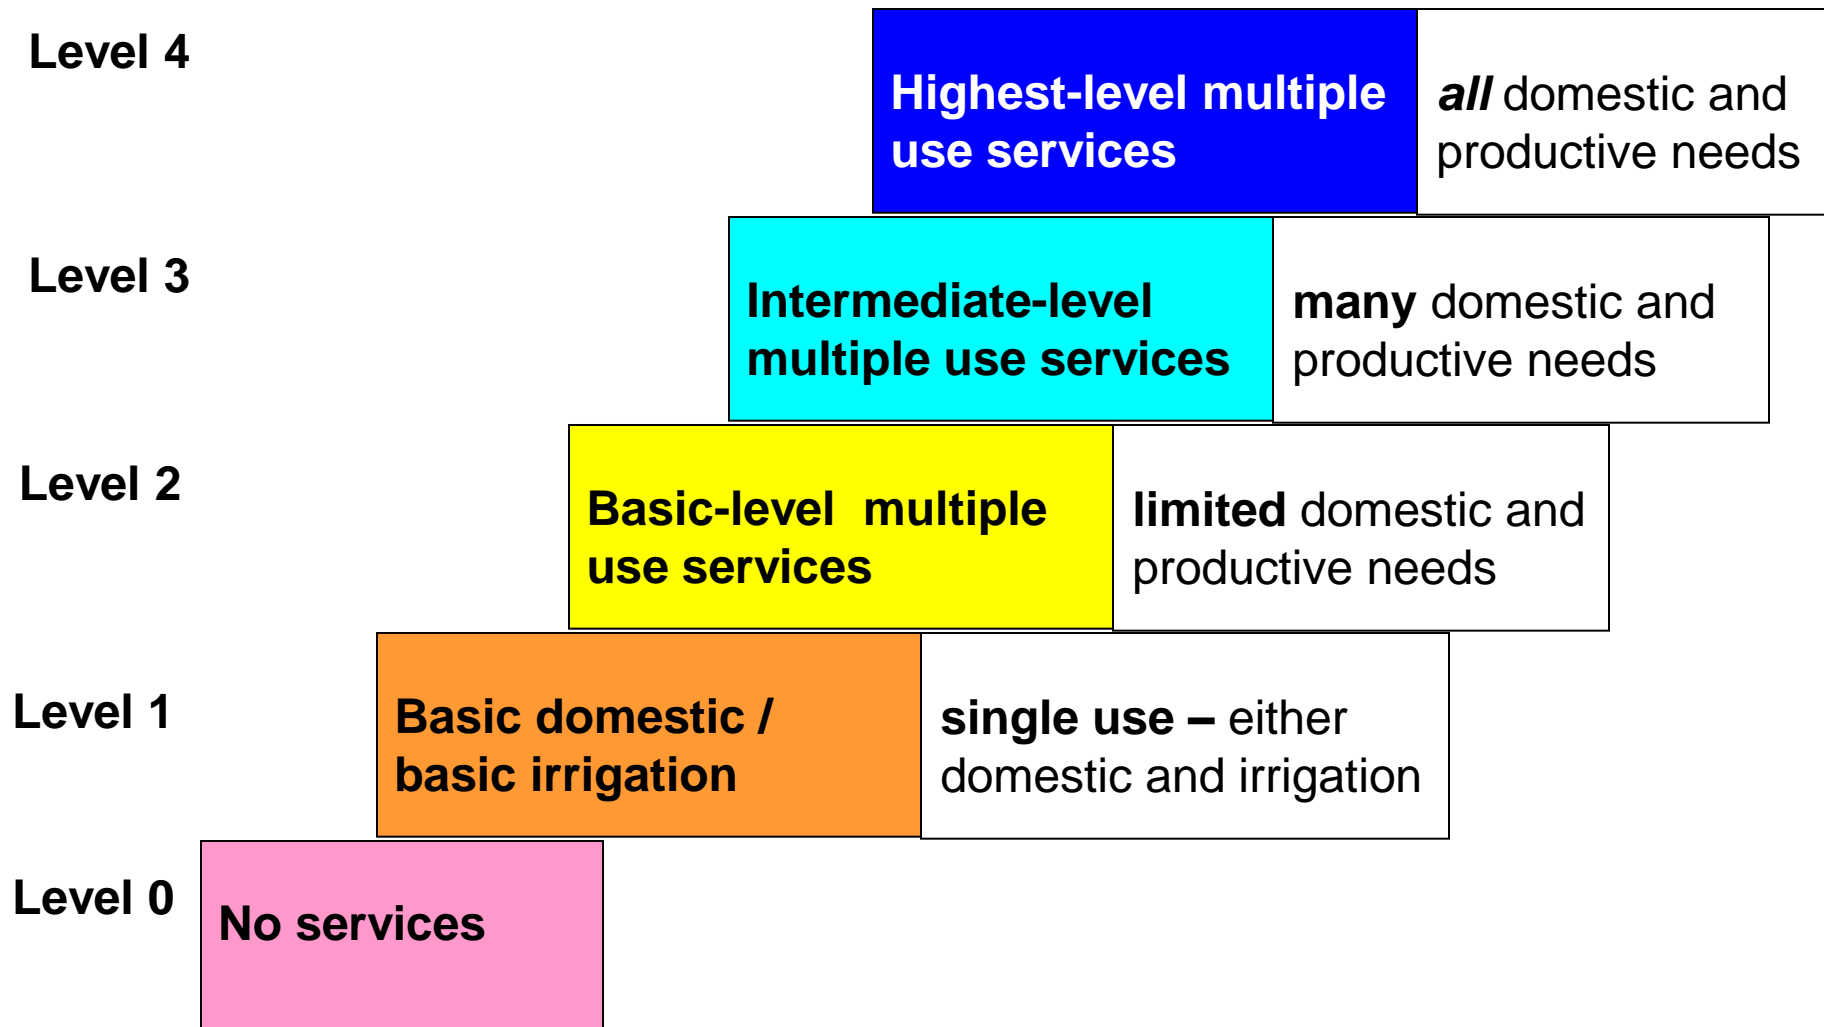 Level 4
Highest-level multiple
use services
all domestic and
productive needs
Level 3
Intermediate-level
multiple use services
many domestic and
productive needs
Level 2
Basic-level  multiple
use services
limited domestic and
productive needs
Level 1
Basic domestic /
basic irrigation
single use – either
domestic and irrigation
Level 0
No services